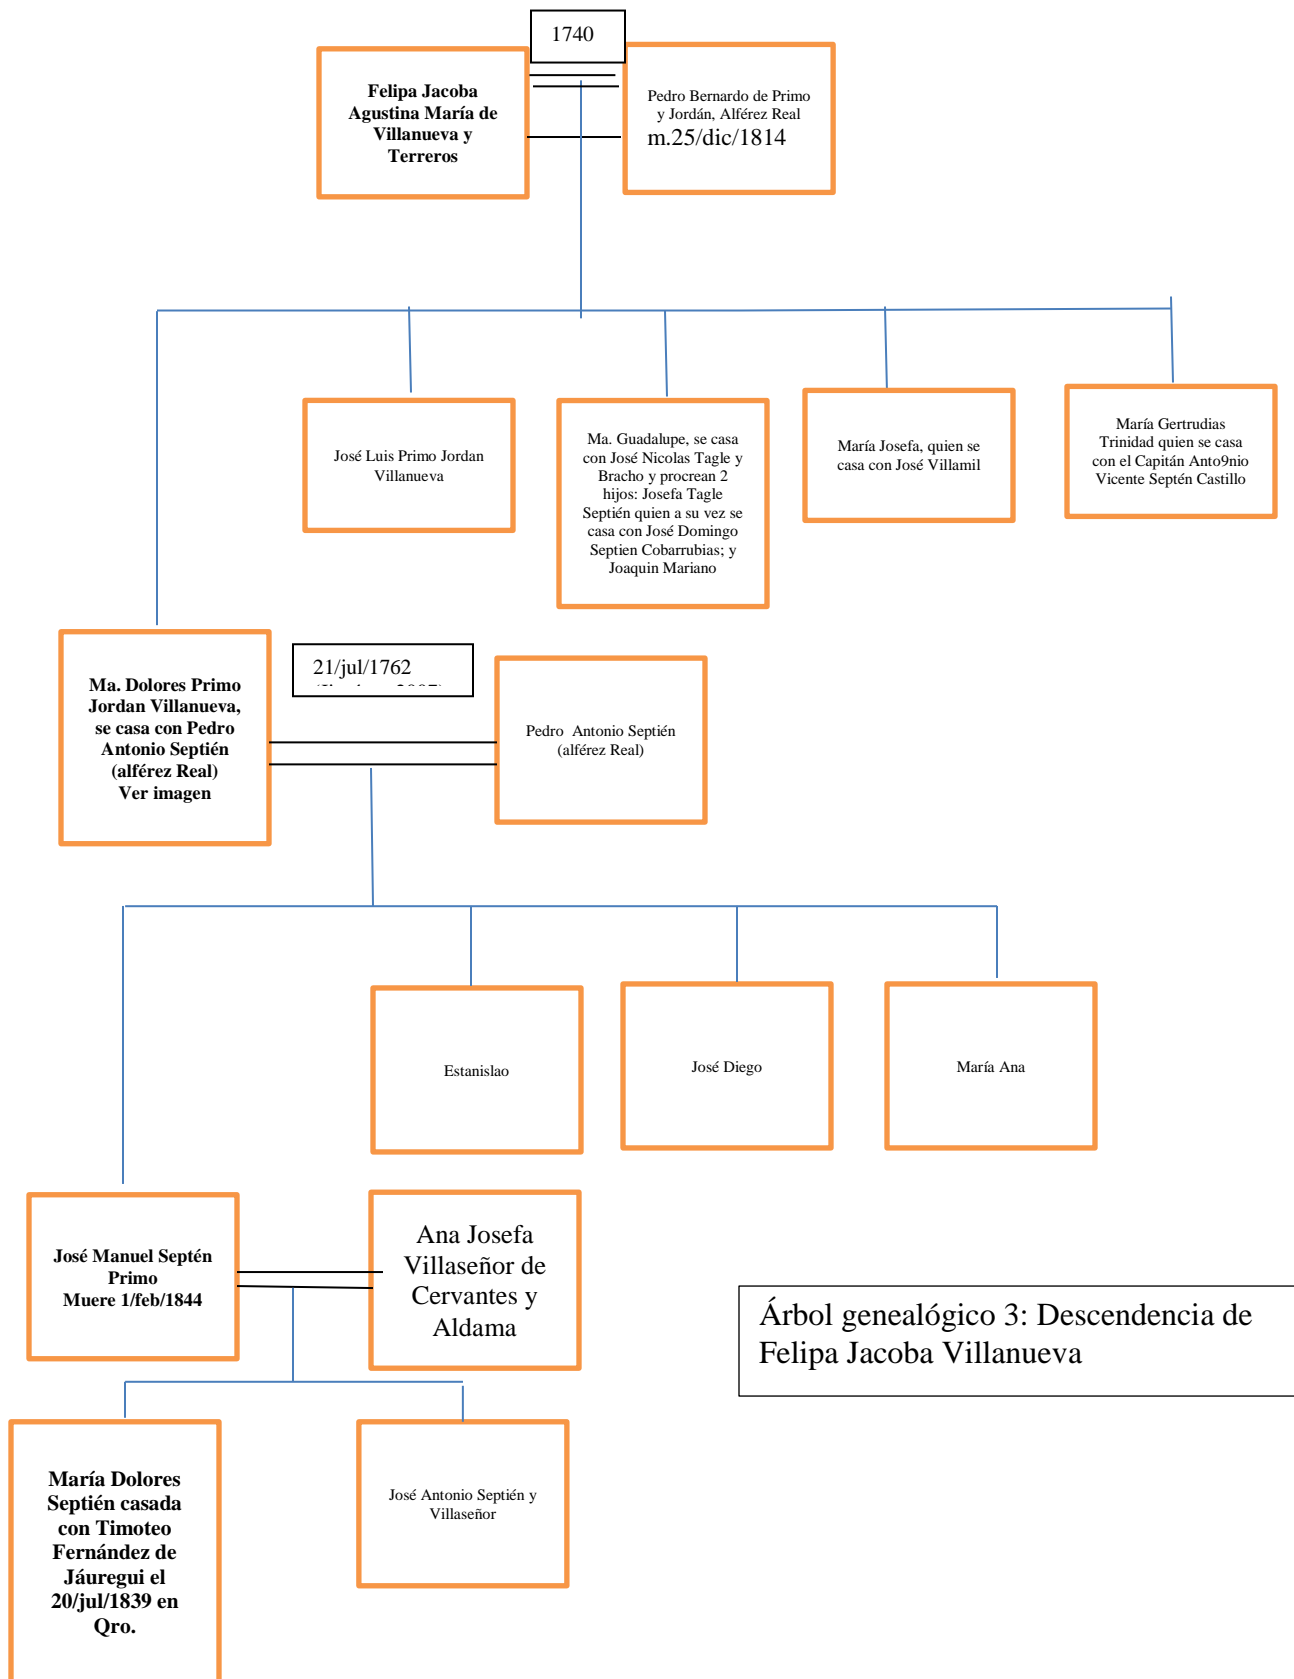 1740
Felipa Jacoba
Agustina María de
Villanueva y
Terreros
Pedro Bernardo de Primo
y Jordán, Alférez Real
m.25/dic/1814
José Luis Primo Jordan
Villanueva
Ma. Guadalupe, se casa
con José Nicolas Tagle y
Bracho y procrean 2
hijos: Josefa Tagle
Septién quien a su vez se
casa con José Domingo
Septien Cobarrubias; y
Joaquin Mariano
María Josefa, quien se
casa con José Villamil
María Gertrudias
Trinidad quien se casa
con el Capitán Anto9nio
Vicente Septén Castillo
Ma. Dolores Primo
Jordan Villanueva,
se casa con Pedro
Antonio Septién
(alférez Real)
Ver imagen
21/jul/1762
Pedro Antonio Septién
(alférez Real)
Estanislao
José Diego
María Ana
José Manuel Septén
Primo
Muere 1/feb/1844
Ana Josefa
Villaseñor de
Cervantes y
Aldama
Árbol genealógico 3: Descendencia de
Felipa Jacoba Villanueva
María Dolores
Septién casada
con Timoteo
Fernández de
Jáuregui el
20/jul/1839 en
Qro.
José Antonio Septién y
Villaseñor